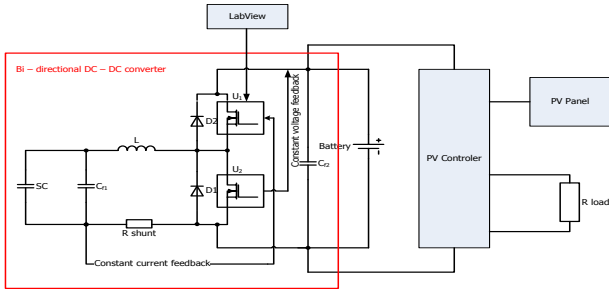 LabView
Bi – directional DC – DC converter
U1
D2
Constant voltage feedback
L
PV Panel
Battery
PV Controler
SC
Cf1
U2
D1
Cf2
R load
R shunt
Constant current feedback